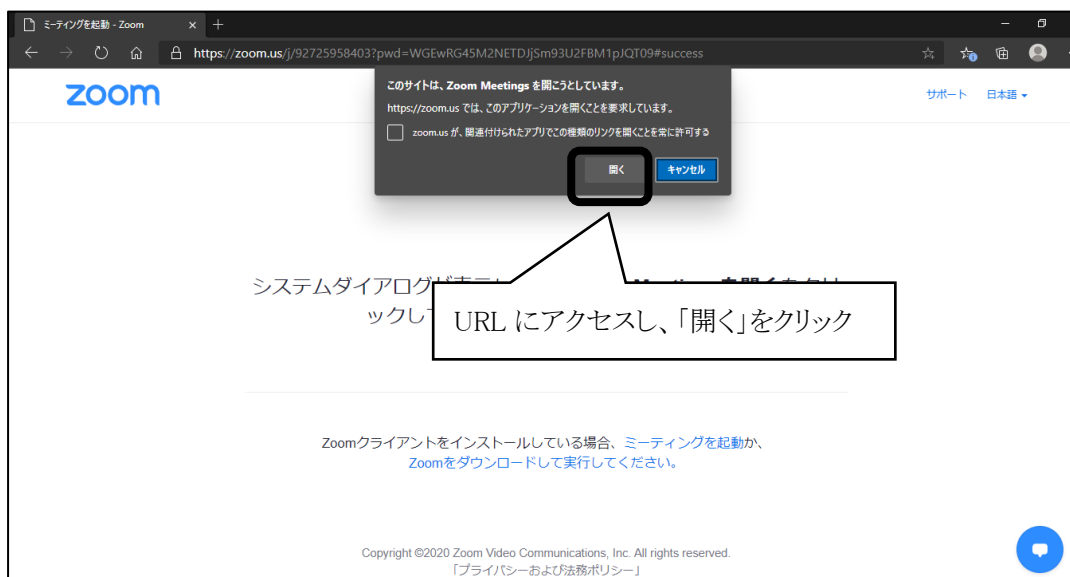 ミーティングを起動 - Zoom
https://zoom.us/j/92725958403?pwd=WGEwRG45M2NETDJjSm93U2FBM1pJQT09#success
zoom
サポート 日本語
このサイトは、Zoom Meetings を開こうとしています。
https://zoom.us では、このアプリケーションを開くことを要求しています。
zoom.us が、関連付けられたアプリでこの種類のリンクを開くことを常に許可する
開く キャンセル
システムダイアログが
ックして
URL にアクセスし、「開く」をクリック
Zoomクライアントをインストールしている場合、ミーティングを起動か、
Zoomをダウンロードして実行してください。
Copyright ©2020 Zoom Video Communications, Inc. All rights reserved.
「プライバシーおよび法務ポリシー」